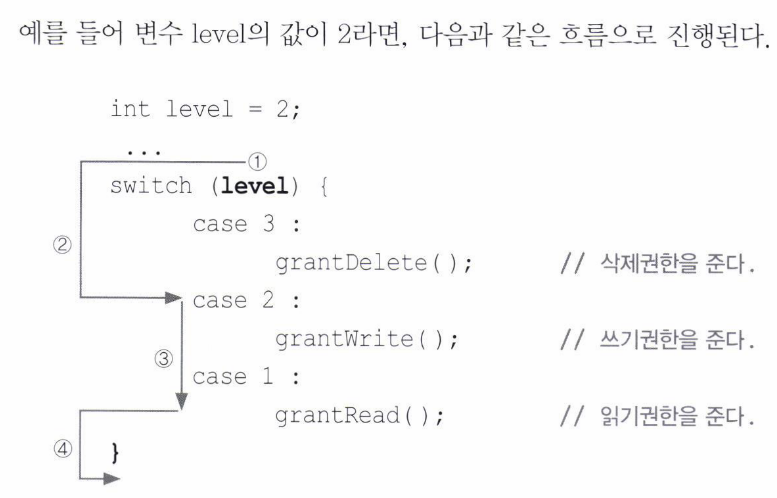 예를 들어 변수 level의 값이 2라면, 다음과 같은 흐름으로 진행된다.
int level = 2;
...
①
switch (level) {
case 3 :
②
grantDelete(); // 삭제권한을 준다.
case 2 :
grantWrite(); // 쓰기권한을 준다.
③
case 1 :
grantRead(); // 읽기권한을 준다.
④ }